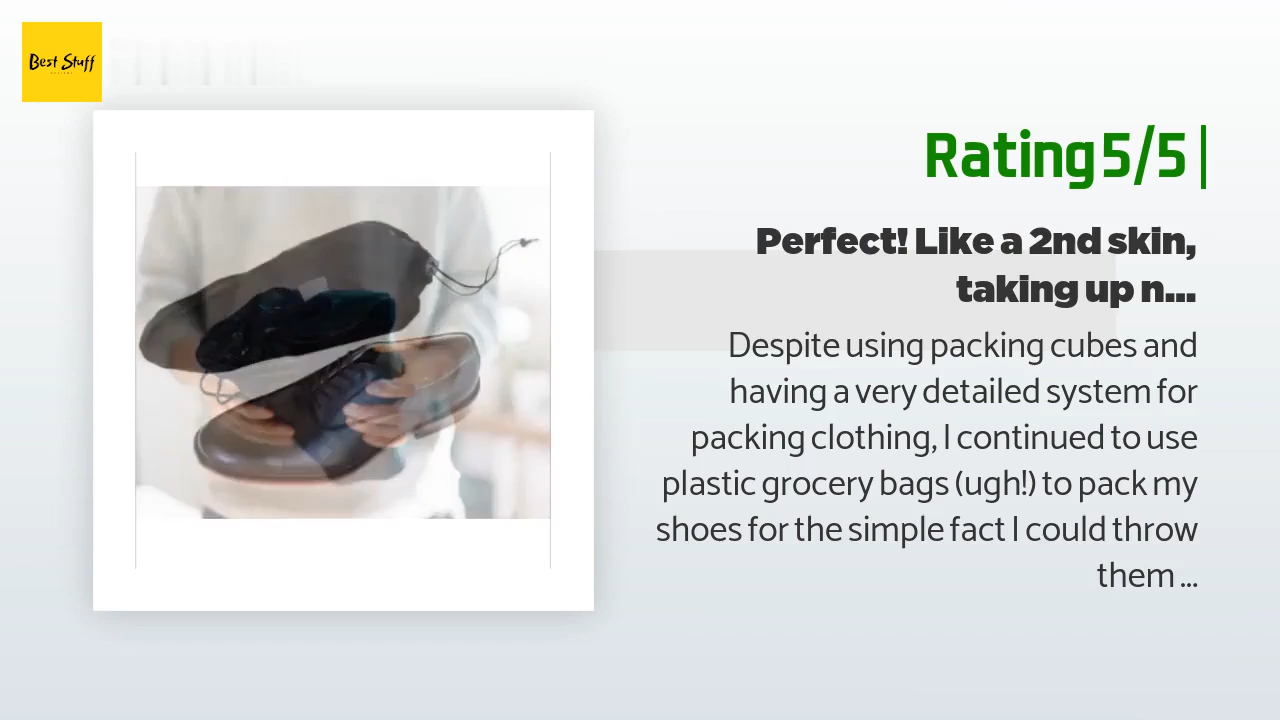 Best Stuff
Rating 5/5 |
Perfect! Like a 2nd skin,
taking up n...
Despite using packing cubes and
having a very detailed system for
packing clothing, I continued to use
plastic grocery bags (ugh!) to pack my
shoes for the simple fact I could throw
them ...